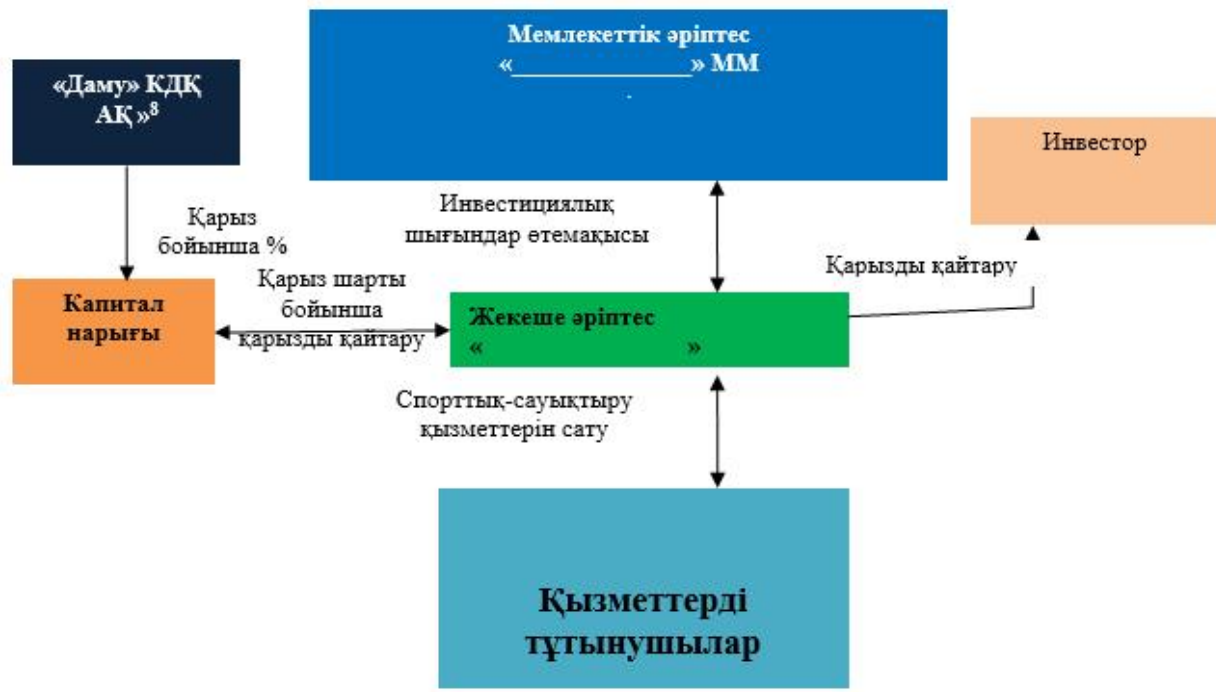 Мемлекеттік әріптес
«______________» ММ
.
«Даму» КДҚ
АҚ »8
Инвестор
Қарыз
бойынша %
Инвестициялық
шығындар өтемақысы
Қарызды қайтару
Капитал
нарығы
Қарыз шарты
бойынша
қарызды қайтару
Жекеше әріптес
« »
Спорттық-сауықтыру
қызметтерін сату
Қызметтерді
тұтынушылар